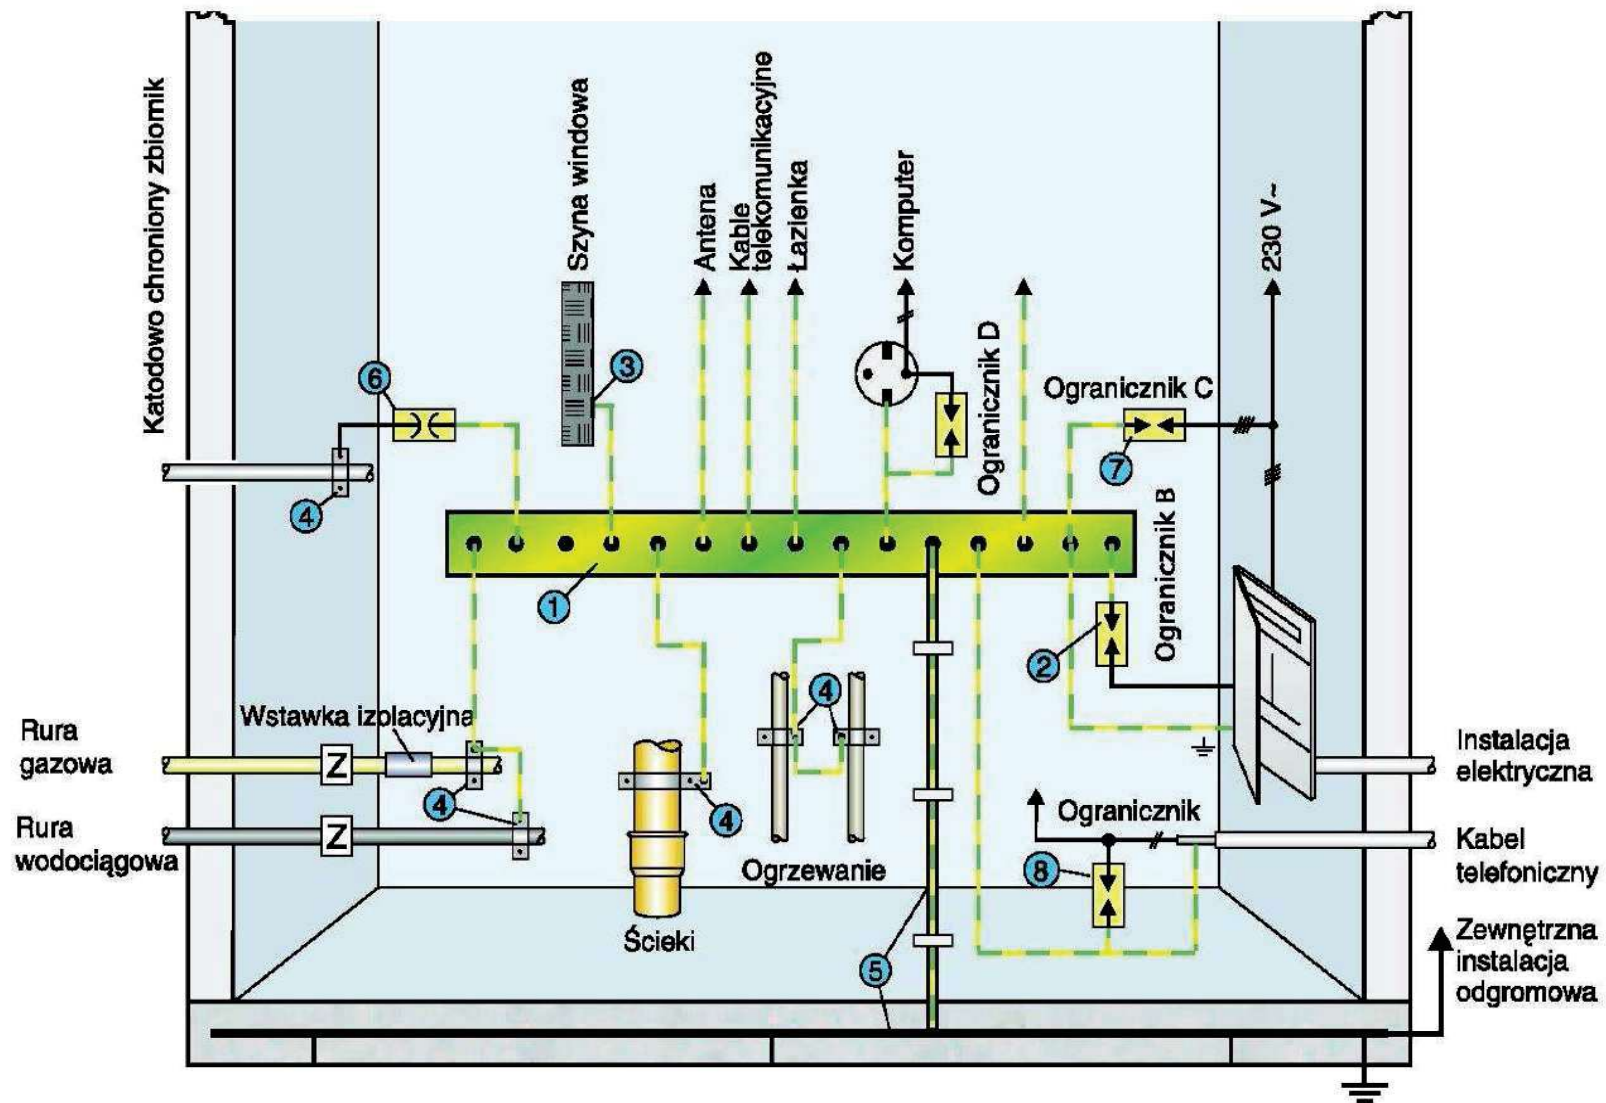 Katodowo chroniony zbiornik
Szyna windowa
Antena
Kable
telekomunikacyjne
Łazienka
Komputer
Ogranicznik D
230 V~
Ogranicznik C
Ogranicznik B
6
3
7
4
1
2
4
Wstawka izolacyjna
Rura
gazowa
Z
4
4
Rura
wodociągowa
Z
Ogrzewanie
Ścieki
Ogranicznik
8
5
Instalacja
elektryczna
Kabel
telefoniczny
Zewnętrzna
instalacja
odgromowa